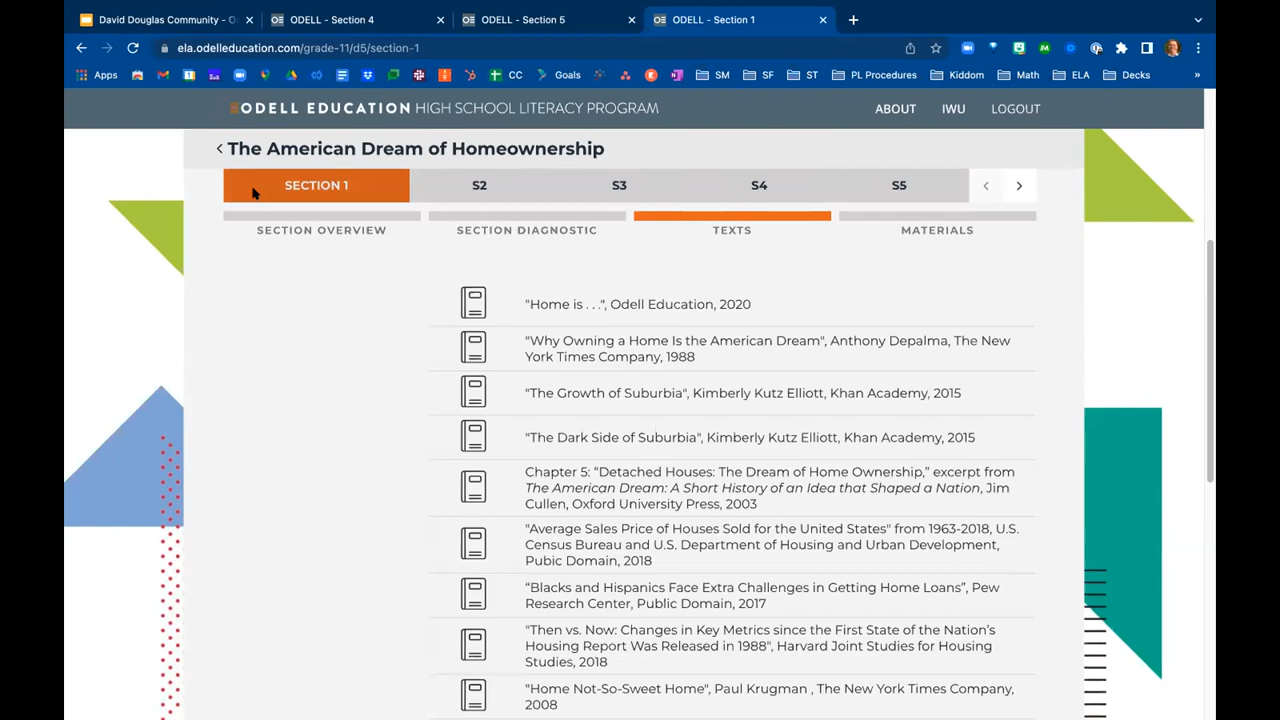 David Douglas Community - O
ODELL - Section 4
ODELL - Section 5
ODELL - Section 1
ela.odelleducation.com/grade-11/d5/section-1
Apps
CC
Goals
SM
SF
ST
PL Procedures
Kiddom
Math
ELA
Decks
ODELL EDUCATION HIGH SCHOOL LITERACY PROGRAM
ABOUT
IWU
LOGOUT
The American Dream of Homeownership
SECTION 1
S2
S3
S4
S5
SECTION OVERVIEW
SECTION DIAGNOSTIC
TEXTS
MATERIALS
"Home is . . .", Odell Education, 2020
"Why Owning a Home Is the American Dream", Anthony Depalma, The New
York Times Company, 1988
"The Growth of Suburbia", Kimberly Kutz Elliott, Khan Academy, 2015
"The Dark Side of Suburbia", Kimberly Kutz Elliott, Khan Academy, 2015
Chapter 5: “Detached Houses: The Dream of Home Ownership,” excerpt from
The American Dream: A Short History of an Idea that Shaped a Nation, Jim
Cullen, Oxford University Press, 2003
"Average Sales Price of Houses Sold for the United States" from 1963-2018, U.S.
Census Bureau and U.S. Department of Housing and Urban Development,
Pubic Domain, 2018
“Blacks and Hispanics Face Extra Challenges in Getting Home Loans”, Pew
Research Center, Public Domain, 2017
"Then vs. Now: Changes in Key Metrics since the First State of the Nation’s
Housing Report Was Released in 1988", Harvard Joint Studies for Housing
Studies, 2018
"Home Not-So-Sweet Home", Paul Krugman , The New York Times Company,
2008